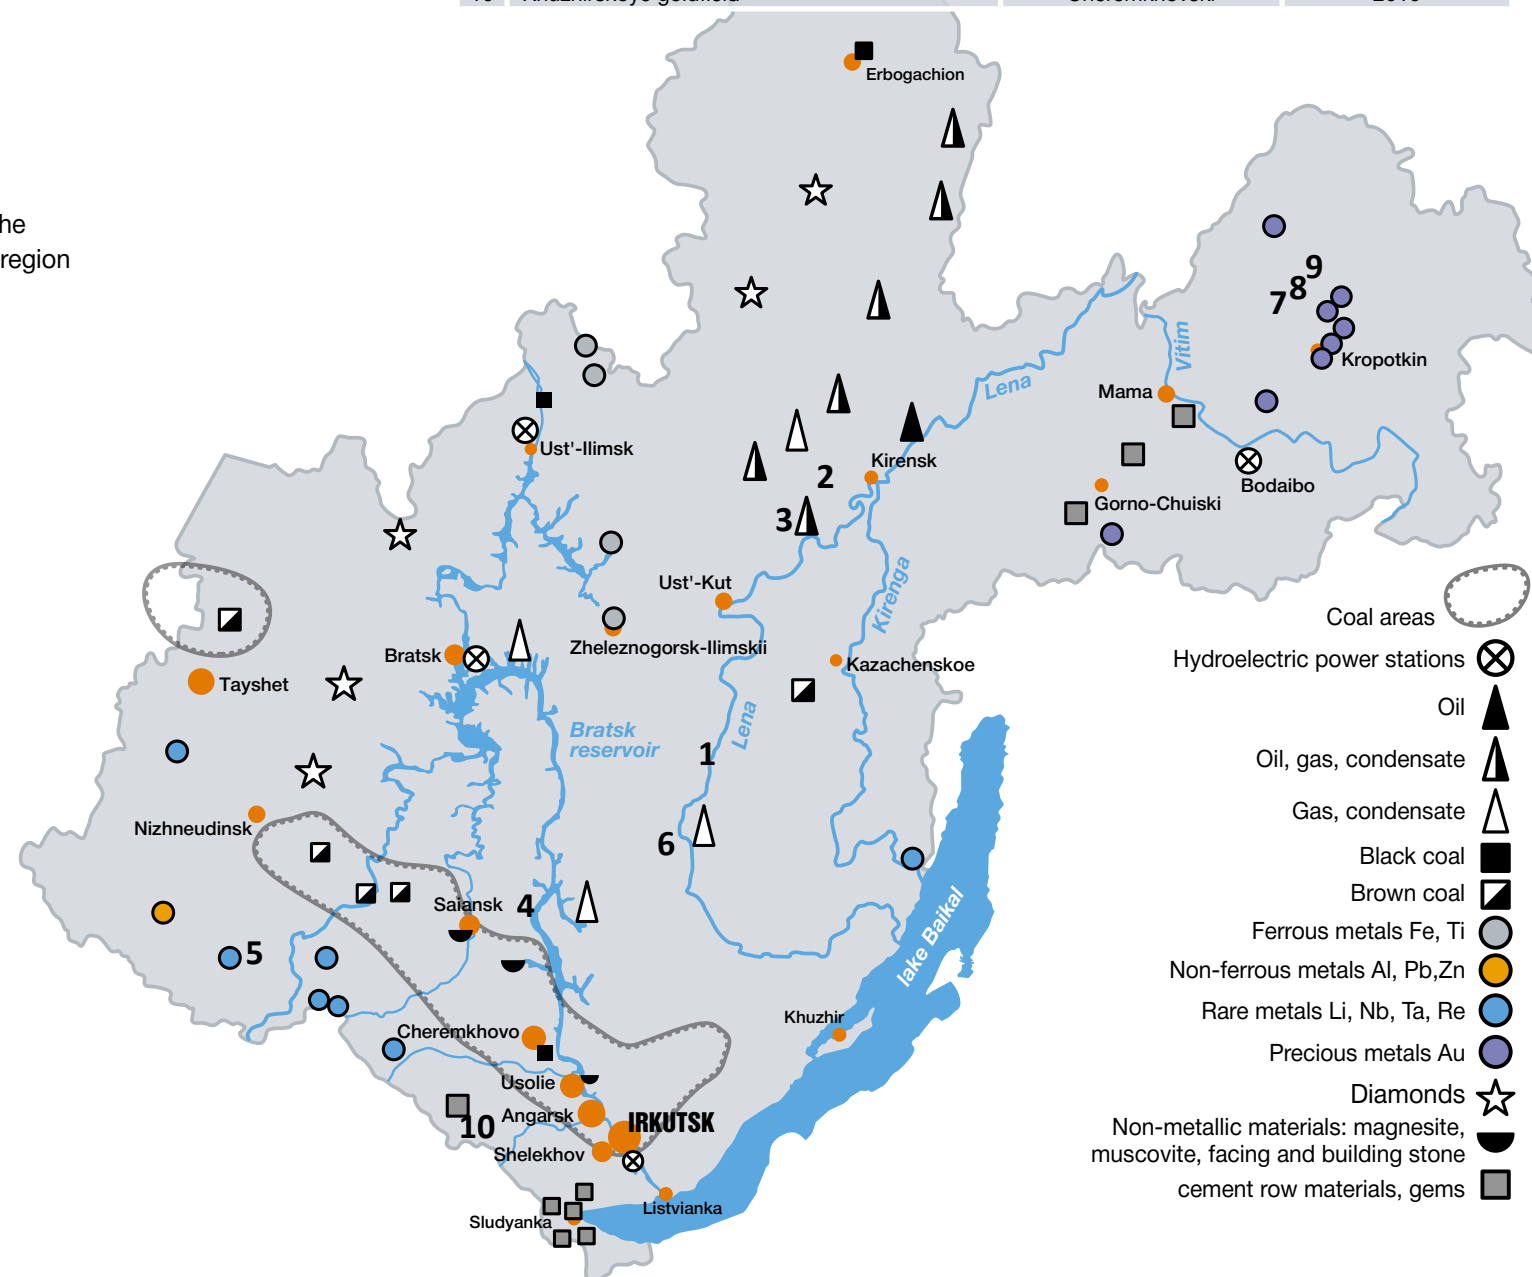 he
region
Erbogachion
9
8
7
Kropotkin
Vitim
Lena
Mama
Ust'-Ilimsk
Kirensk
2
Bodaibo
Gorno-Chuiski
3
Ust'-Kut
Kirenga
Zheleznogorsk-Ilimskii
Bratsk
Kazachenskoe
Tayshet
Bratsk
reservoir
Lena
1
Nizhneudinsk
6
Saiansk
4
5
lake Baikal
Khuzhir
Cheremkhovo
Usolie
Angarsk
IRKUTSK
10
Shelekhov
Listvianka
Sludyanka
Coal areas
Hydroelectric power stations
Oil
Oil, gas, condensate
Gas, condensate
Black coal
Brown coal
Ferrous metals Fe, Ti
Non-ferrous metals Al, Pb,Zn
Rare metals Li, Nb, Ta, Re
Precious metals Au
Diamonds
Non-metallic materials: magnesite,
muscovite, facing and building stone
cement row materials, gems